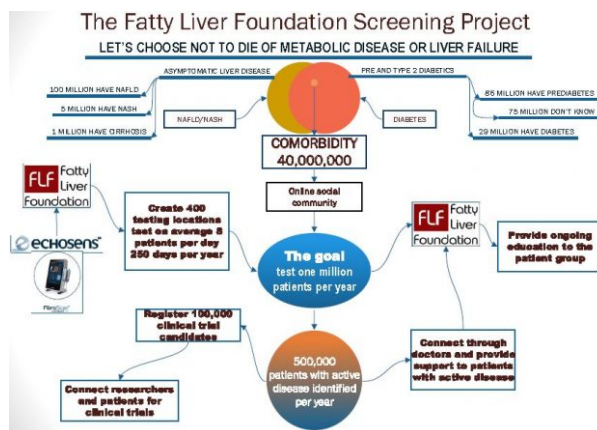 The Fatty Liver Foundation Screening Project
LET'S CHOOSE NOT TO DIE OF METABOLIC DISEASE OR LIVER FAILURE
ASYMPTOMATIC LIVER DISEASE
PRE AND TYPE 2 DIABETICS
100 MILLION HAVE NAFLD
5 MILLION HAVE NASH
1 MILLION HAVE CIRRHOSIS
86 MILLION HAVE PREDIABETES
75 MILLION DON'T KNOW
29 MILLION HAVE DIABETES
NAFLD/NASH
DIABETES
COMORBIDITY
40,000,000
Online social
community
FLF Fatty
Liver
Foundation
echosens™
FibroScan
Create 400
testing locations
test on average 8
patients per day
250 days per year
The goal
test one million
patients per year
FLF Fatty
Liver
Foundation
Provide ongoing
education to the
patient group
Register 100,000
clinical trial
candidates
500,000
patients with active
disease identified
per year
Connect through
doctors and provide
support to patients
with active disease
Connect researchers
and patients for
clinical trials